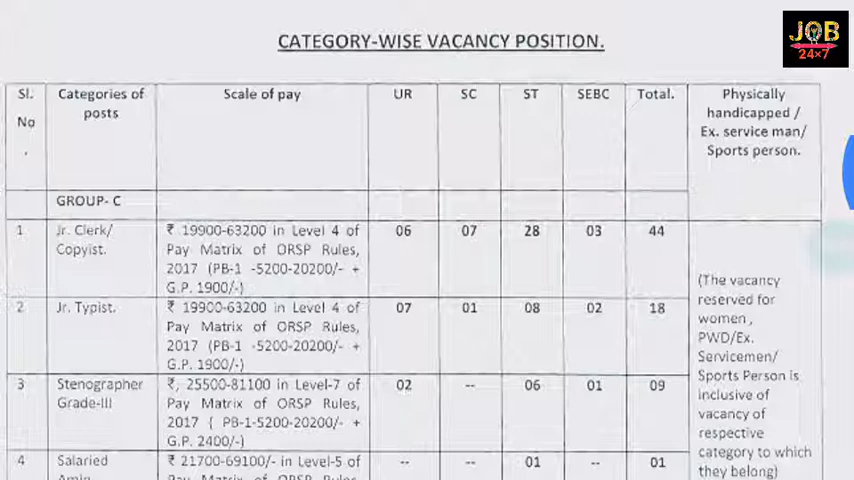 JOB
24×7
CATEGORY-WISE VACANCY POSITION.
Sl. No . Categories of posts Scale of pay UR SC ST SEBC Total. Physically handicapped / Ex. service man/ Sports person.
GROUP- C
1 Jr. Clerk/ Copyist. ₹ 19900-63200 in Level 4 of Pay Matrix of ORSP Rules, 2017 (PB-1 -5200-20200/- + G.P. 1900/-) 06 07 28 03 44
2 Jr. Typist. ₹ 19900-63200 in Level 4 of Pay Matrix of ORSP Rules, 2017 (PB-1 -5200-20200/- + G.P. 1900/-) 07 01 08 02 18
3 Stenographer Grade-III ₹, 25500-81100 in Level-7 of Pay Matrix of ORSP Rules, 2017 ( PB-1-5200-20200/- + G.P. 2400/-) 02 -- 06 01 09
4 Salaried ₹ 21700-69100/- in Level-5 of -- -- 01 -- 01
(The vacancy reserved for women , PWD/Ex. Servicemen/ Sports Person is inclusive of vacancy of respective category to which they belong)